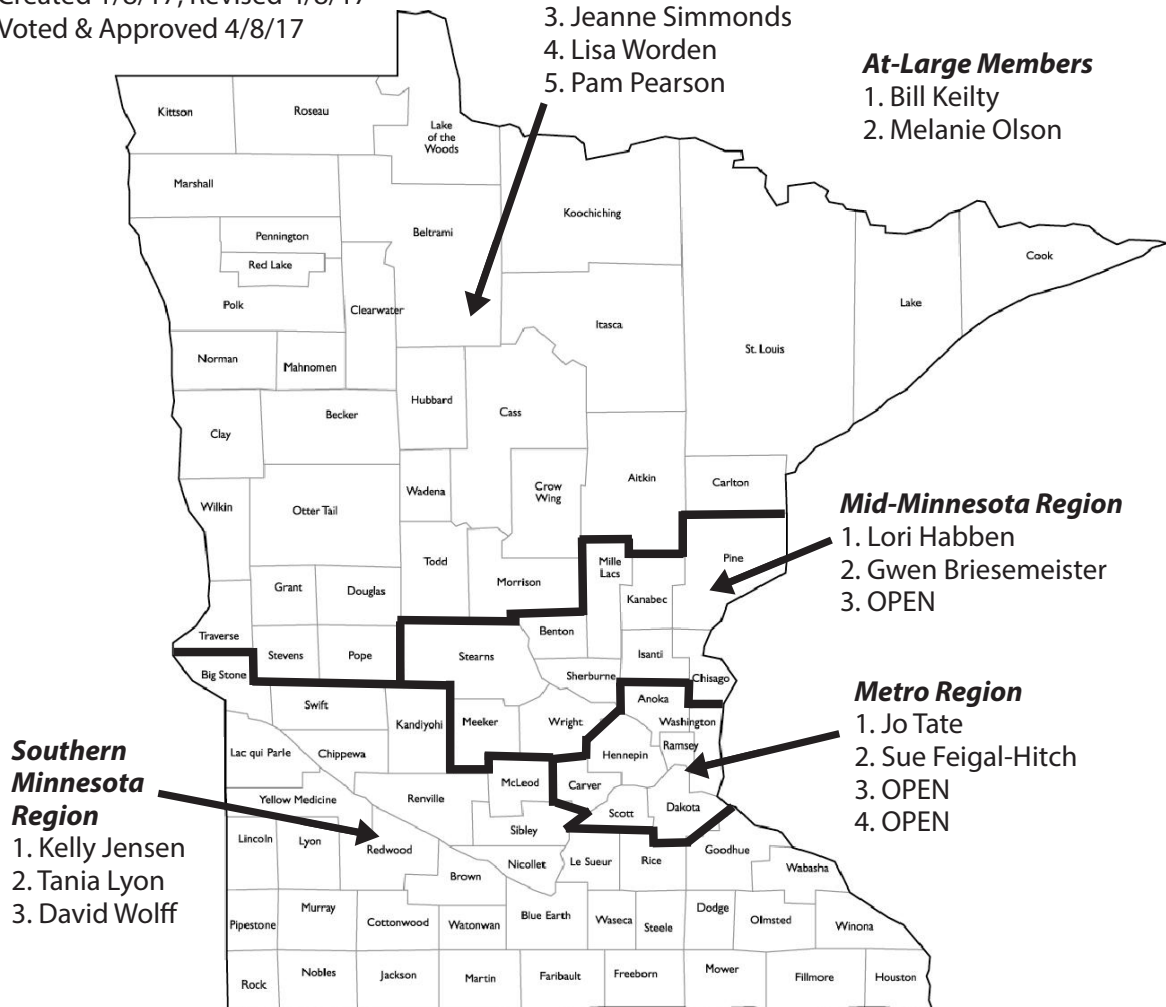 Voted & Approved 4/8/17
3. Jeanne Simmonds
4. Lisa Worden
5. Pam Pearson
At-Large Members
1. Bill Keilty
2. Melanie Olson
Kittson
Roseau
Lake
of the
Woods
Marshall
Koochiching
Beltrami
Pennington
Red Lake
Cook
Polk
Clearwater
Lake
Itasca
St. Louis
Norman
Mahnomen
Hubbard
Becker
Cass
Clay
Aitkin
Carlton
Wadena
Crow
Wing
Wilkin
Otter Tail
Mid-Minnesota Region
1. Lori Habben
2. Gwen Briesemeister
3. OPEN
Todd
Mille
Lacs
Pine
Morrison
Grant
Douglas
Kanabec
Traverse
Benton
Stevens
Pope
Stearns
Isanti
Big Stone
Sherburne
Chisago
Swift
Anoka
Kandiyohi
Meeker
Wright
Washington
Metro Region
1. Jo Tate
2. Sue Feigal-Hitch
3. OPEN
4. OPEN
Ramsey
Hennepin
Lac qui Parle
Chippewa
McLeod
Carver
Southern
Minnesota
Region
1. Kelly Jensen
2. Tania Lyon
3. David Wolff
Yellow Medicine
Renville
Scott
Dakota
Sibley
Lincoln
Lyon
Redwood
Nicollet
Le Sueur
Rice
Goodhue
Wabasha
Brown
Murray
Pipestone
Cottonwood
Watonwan
Blue Earth
Waseca
Steele
Dodge
Olmsted
Winona
Rock
Nobles
Jackson
Martin
Faribault
Freeborn
Mower
Fillmore
Houston